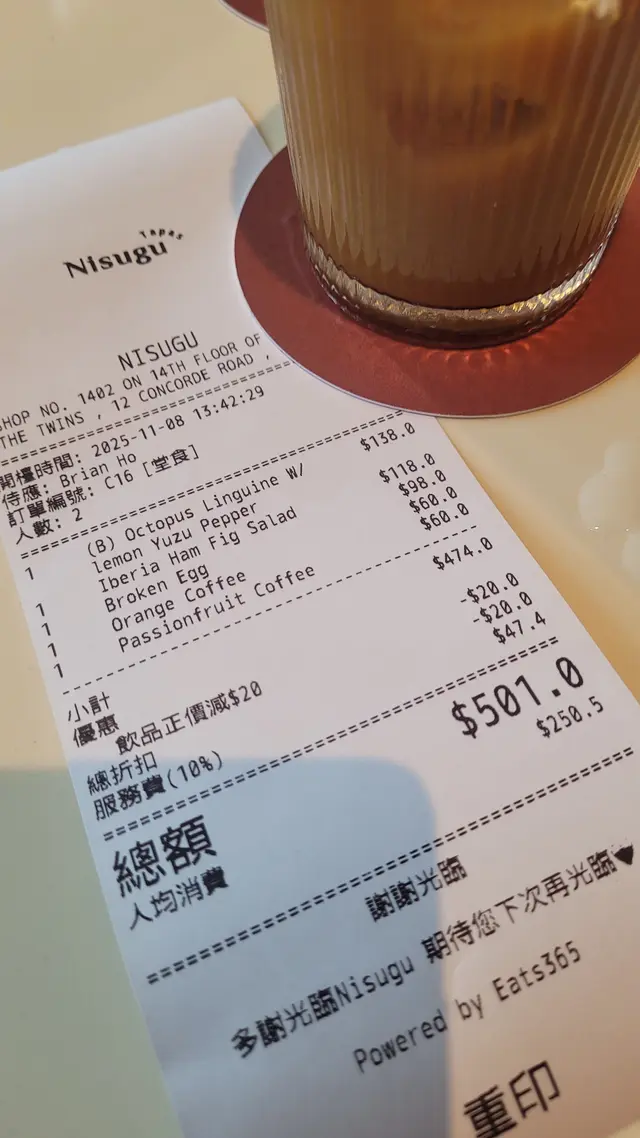 Nisugu Tapas
NISUGU
SHOP NO. 1402 ON 14TH FLOOR OF
THE TWINS , 12 CONCORDE ROAD ,
開檯時間: 2025-11-08 13:42:29
侍應: Brian Ho
訂單編號: C16 [堂食]
人數: 2
1 (B) Octopus Linguine W/ $138.0
lemon Yuzu Pepper
1 Iberia Ham Fig Salad $118.0
1 Broken Egg $98.0
1 Orange Coffee $60.0
1 Passionfruit Coffee $60.0
小計 $474.0
優惠
飲品正價減$20 -$20.0
總折扣 -$20.0
服務費(10%) $47.4
總額 $501.0
人均消費 $250.5
謝謝光臨
多謝光臨Nisugu 期待您下次再光臨♥
Powered by Eats365
重印